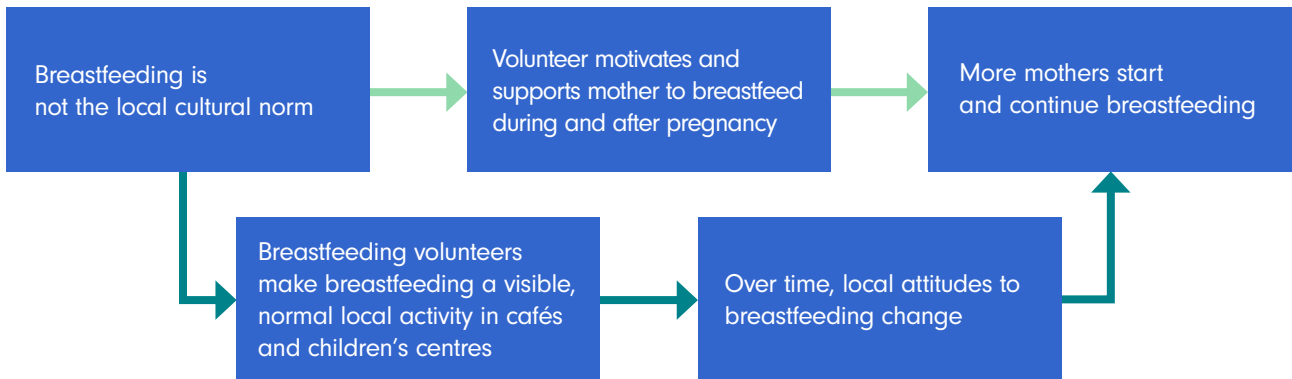 Breastfeeding is
not the local cultural norm
Volunteer motivates and
supports mother to breastfeed
during and after pregnancy
More mothers start
and continue breastfeeding
Breastfeeding volunteers
make breastfeeding a visible,
normal local activity in cafés
and children’s centres
Over time, local attitudes to
breastfeeding change